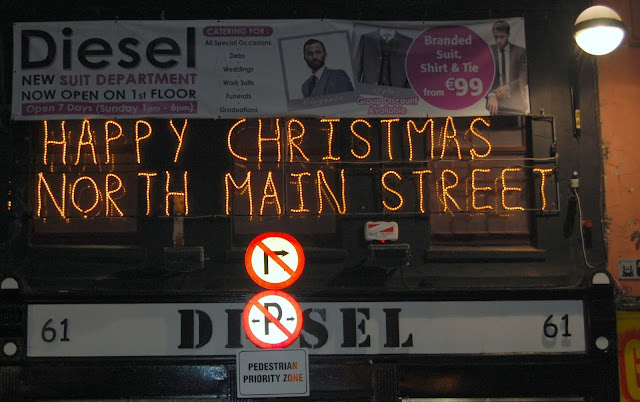 Diesel
NEW SUIT DEPARTMENT
NOW OPEN ON 1st FLOOR
Open 7 Days (Sunday 1pm - 6pm)
CATERING FOR :
All Special Occasions
Debs
Weddings
Work Suits
Funerals
Graduations
Group Discount
Available
Branded
Suit,
Shirt & Tie
from €99
HAPPY CHRISTMAS
NORTH MAIN STREET
61 DIESEL 61
P
PEDESTRIAN
PRIORITY ZONE